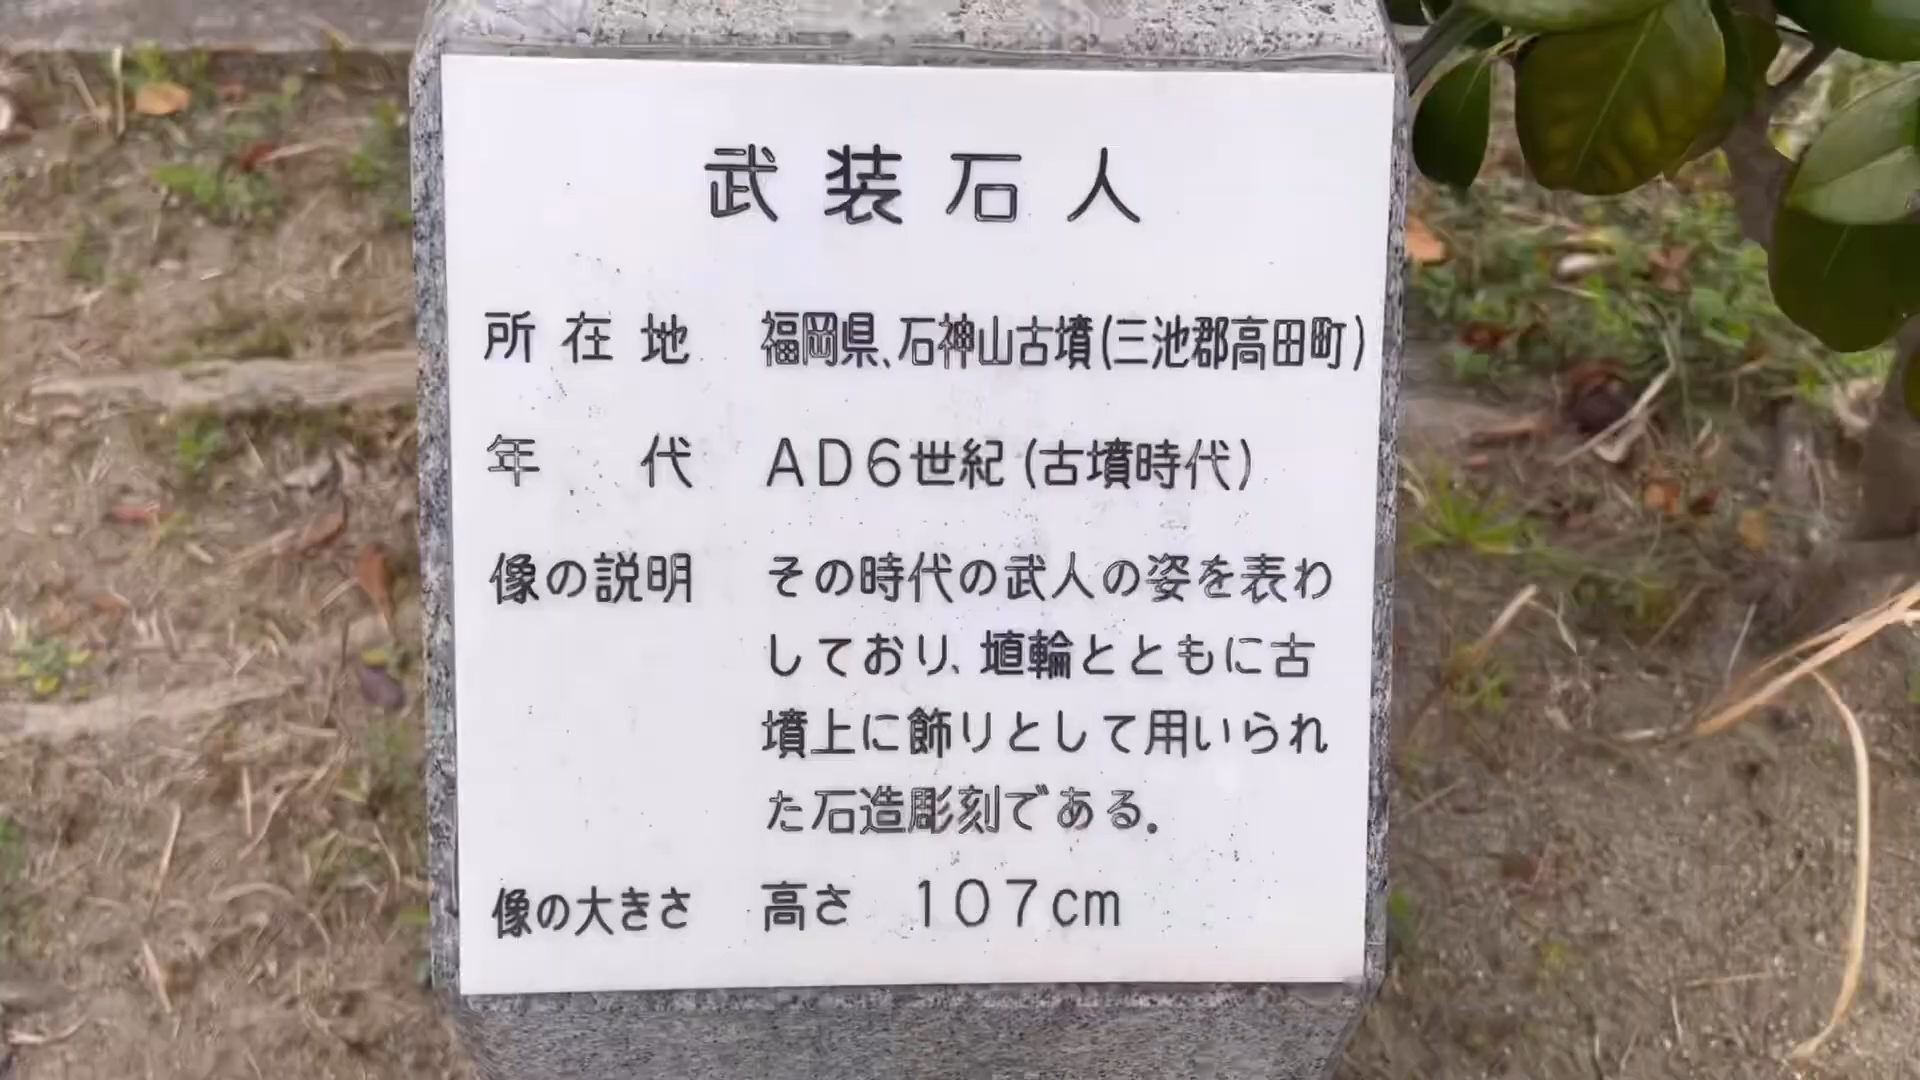 武装石人
所在地 福岡県、石神山古墳(三池郡高田町)
年代 AD6世紀(古墳時代)
像の説明 その時代の武人の姿を表わ
しており、埴輪とともに古
墳上に飾りとして用いられ
た石造彫刻である。
像の大きさ 高さ 107cm